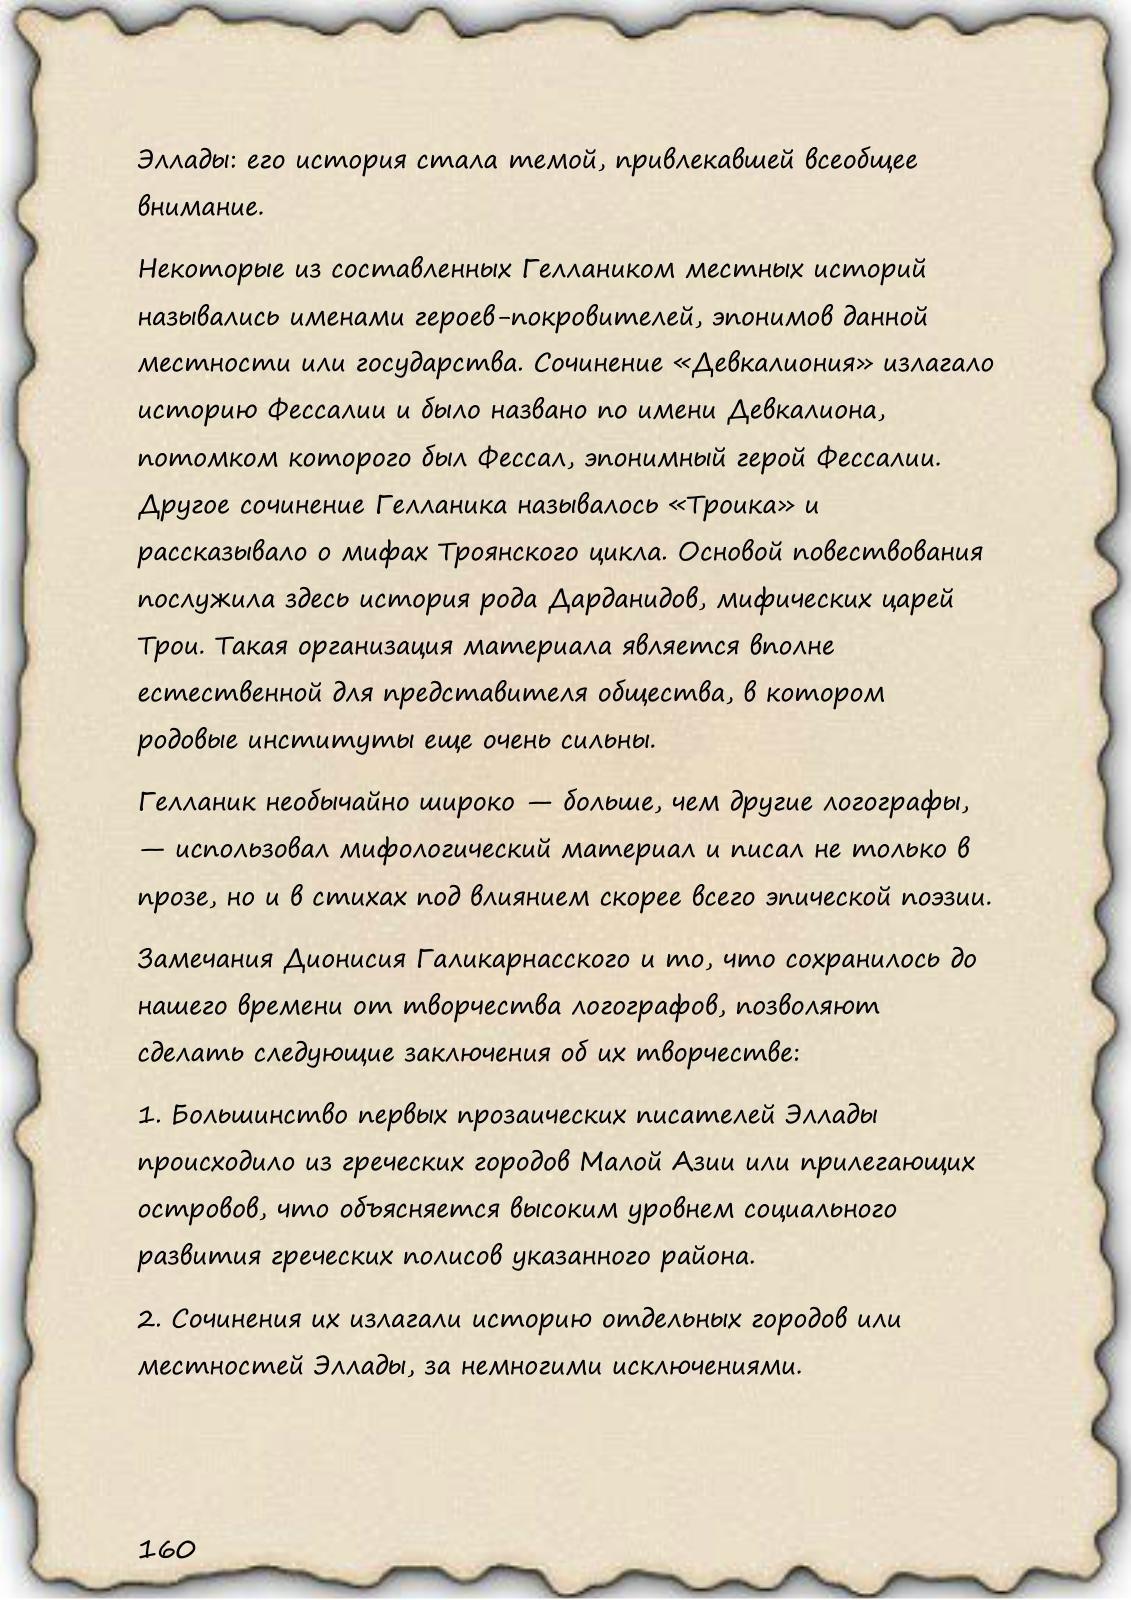 Эллады: его история стала темой, привлекавшей всеобщее
внимание.
Некоторые из составленных Геллаником местных историй
назывались именами героев-покровителей, эпонимов данной
местности или государства. Сочинение «Девкалиония» излагало
историю Фессалии и было названо по имени Девкалиона,
потомком которого был Фессал, эпонимный герой Фессалии.
Другое сочинение Гелланика называлось «Троика» и
рассказывало о мифах Троянского цикла. Основой повествования
послужила здесь история рода Дарданидов, мифических царей
Трои. Такая организация материала является вполне
естественной для представителя общества, в котором
родовые институты еще очень сильны.
Гелланик необычайно широко — больше, чем другие логографы,
— использовал мифологический материал и писал не только в
прозе, но и в стихах под влиянием скорее всего эпической поэзии.
Замечания Дионисия Галикарнасского и то, что сохранилось до
нашего времени от творчества логографов, позволяют
сделать следующие заключения об их творчестве:
1. Большинство первых прозаических писателей Эллады
происходило из греческих городов Малой Азии или прилегающих
островов, что объясняется высоким уровнем социального
развития греческих полисов указанного района.
2. Сочинения их излагали историю отдельных городов или
местностей Эллады, за немногими исключениями.
160